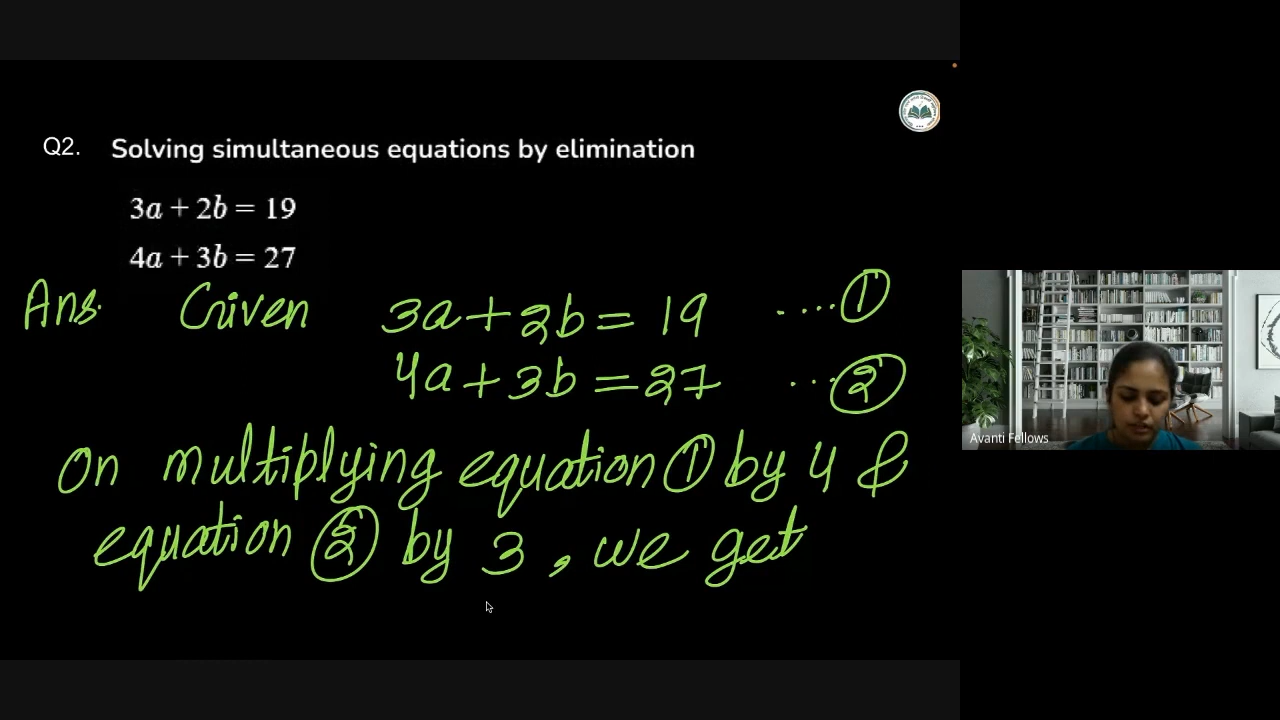 Q2. Solving simultaneous equations by elimination
3a + 2b = 19
4a + 3b = 27
Ans. Given 3a + 2b = 19 ....①
4a + 3b = 27 ...②
On multiplying equation ① by 4 &
equation ② by 3, we get
Avanti Fellows